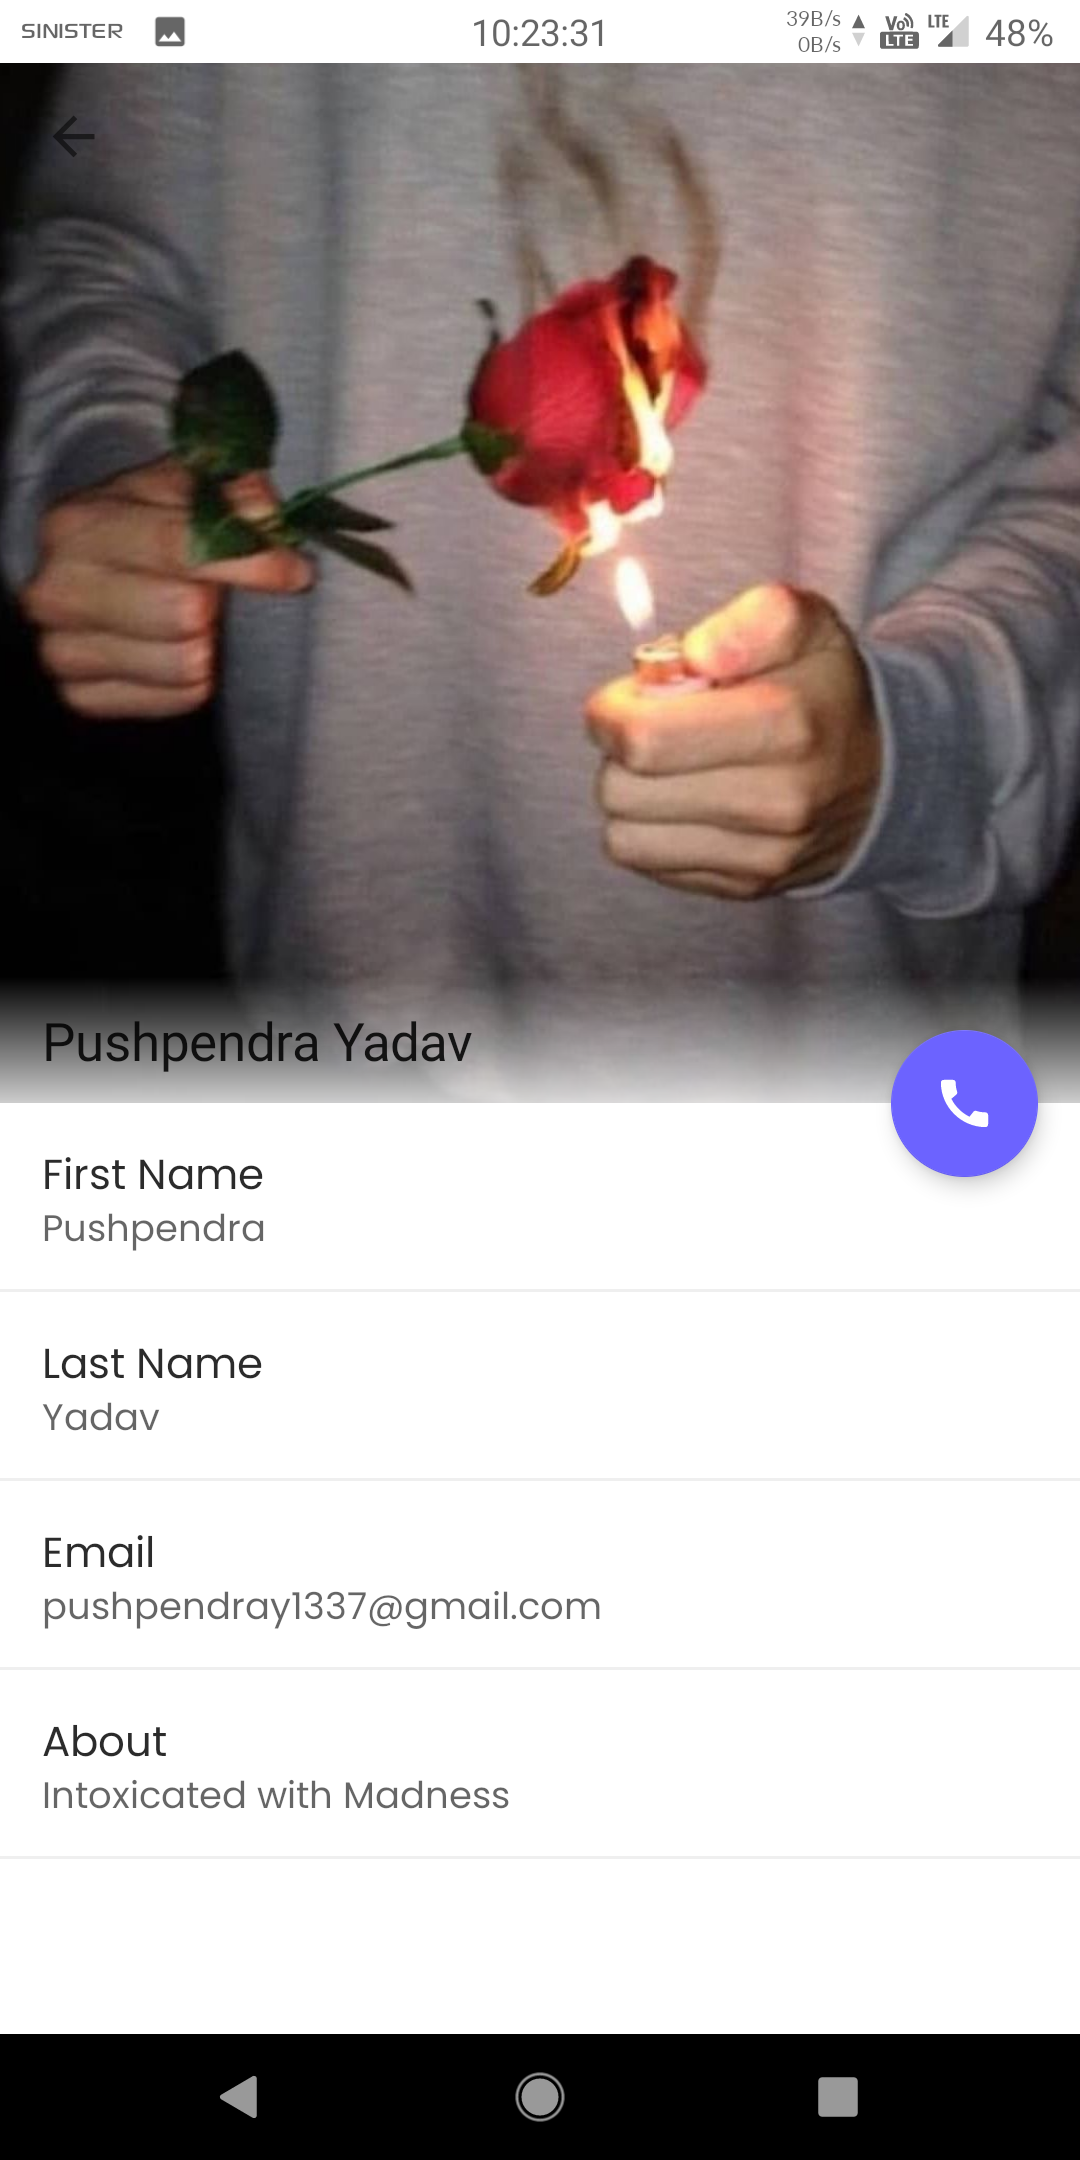 SINISTER
10:23:31
39B/s
0B/s
Vo
LTE
LTE
48%
Pushpendra Yadav
First Name
Pushpendra
Last Name
Yadav
Email
pushpendray1337@gmail.com
About
Intoxicated with Madness